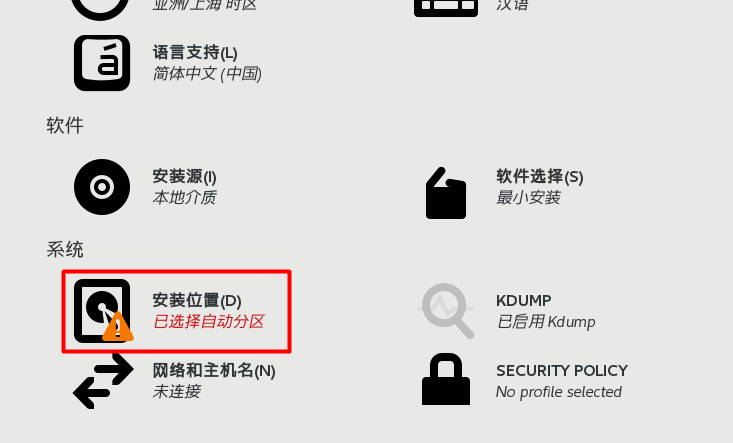 亚洲/上海 时区
汉语
语言支持(L)
简体中文 (中国)
软件
安装源(I)
本地介质
软件选择(S)
最小安装
系统
安装位置(D)
已选择自动分区
KDUMP
已启用 Kdump
网络和主机名(N)
未连接
SECURITY POLICY
No profile selected